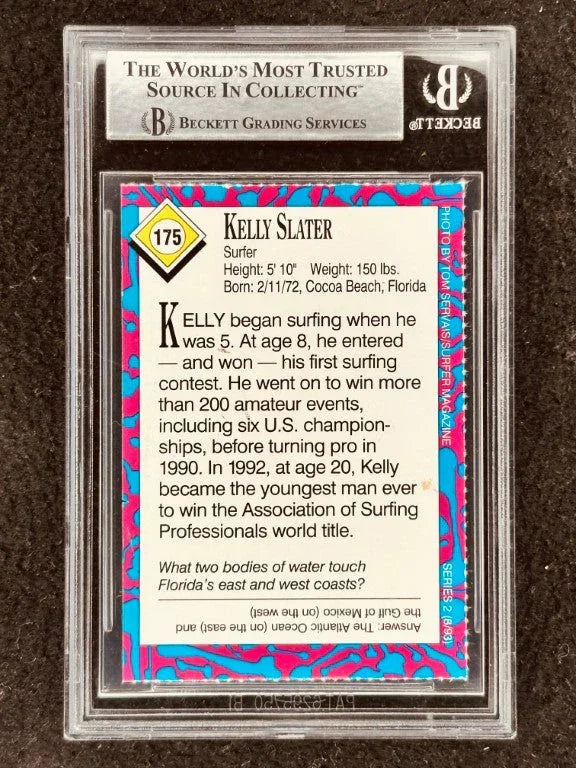 THE WORLD'S MOST TRUSTED
SOURCE IN COLLECTING™
B BECKETT GRADING SERVICES
B
BECKETT®
175
KELLY SLATER
Surfer
Height: 5' 10" Weight: 150 lbs.
Born: 2/11/72, Cocoa Beach, Florida
KELLY began surfing when he
was 5. At age 8, he entered
— and won — his first surfing
contest. He went on to win more
than 200 amateur events,
including six U.S. champion-
ships, before turning pro in
1990. In 1992, at age 20, Kelly
became the youngest man ever
to win the Association of Surfing
Professionals world title.
What two bodies of water touch
Florida's east and west coasts?
Answer: The Atlantic Ocean (on the east) and
the Gulf of Mexico (on the west)
PHOTO BY TOM SERVAIS/SURFER MAGAZINE
SERIES 2 (8/93)